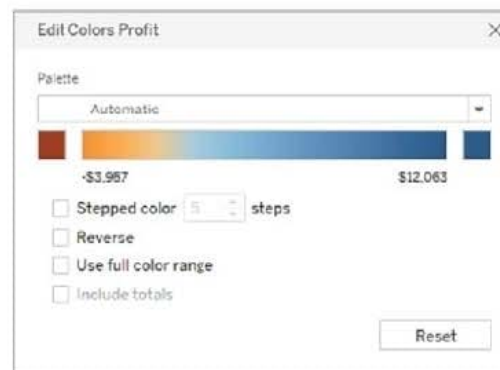 Edit Colors Profit
Palette
Automatic
-$3,967 $12,063
Stepped color 5 steps
Reverse
Use full color range
Include totals
Reset